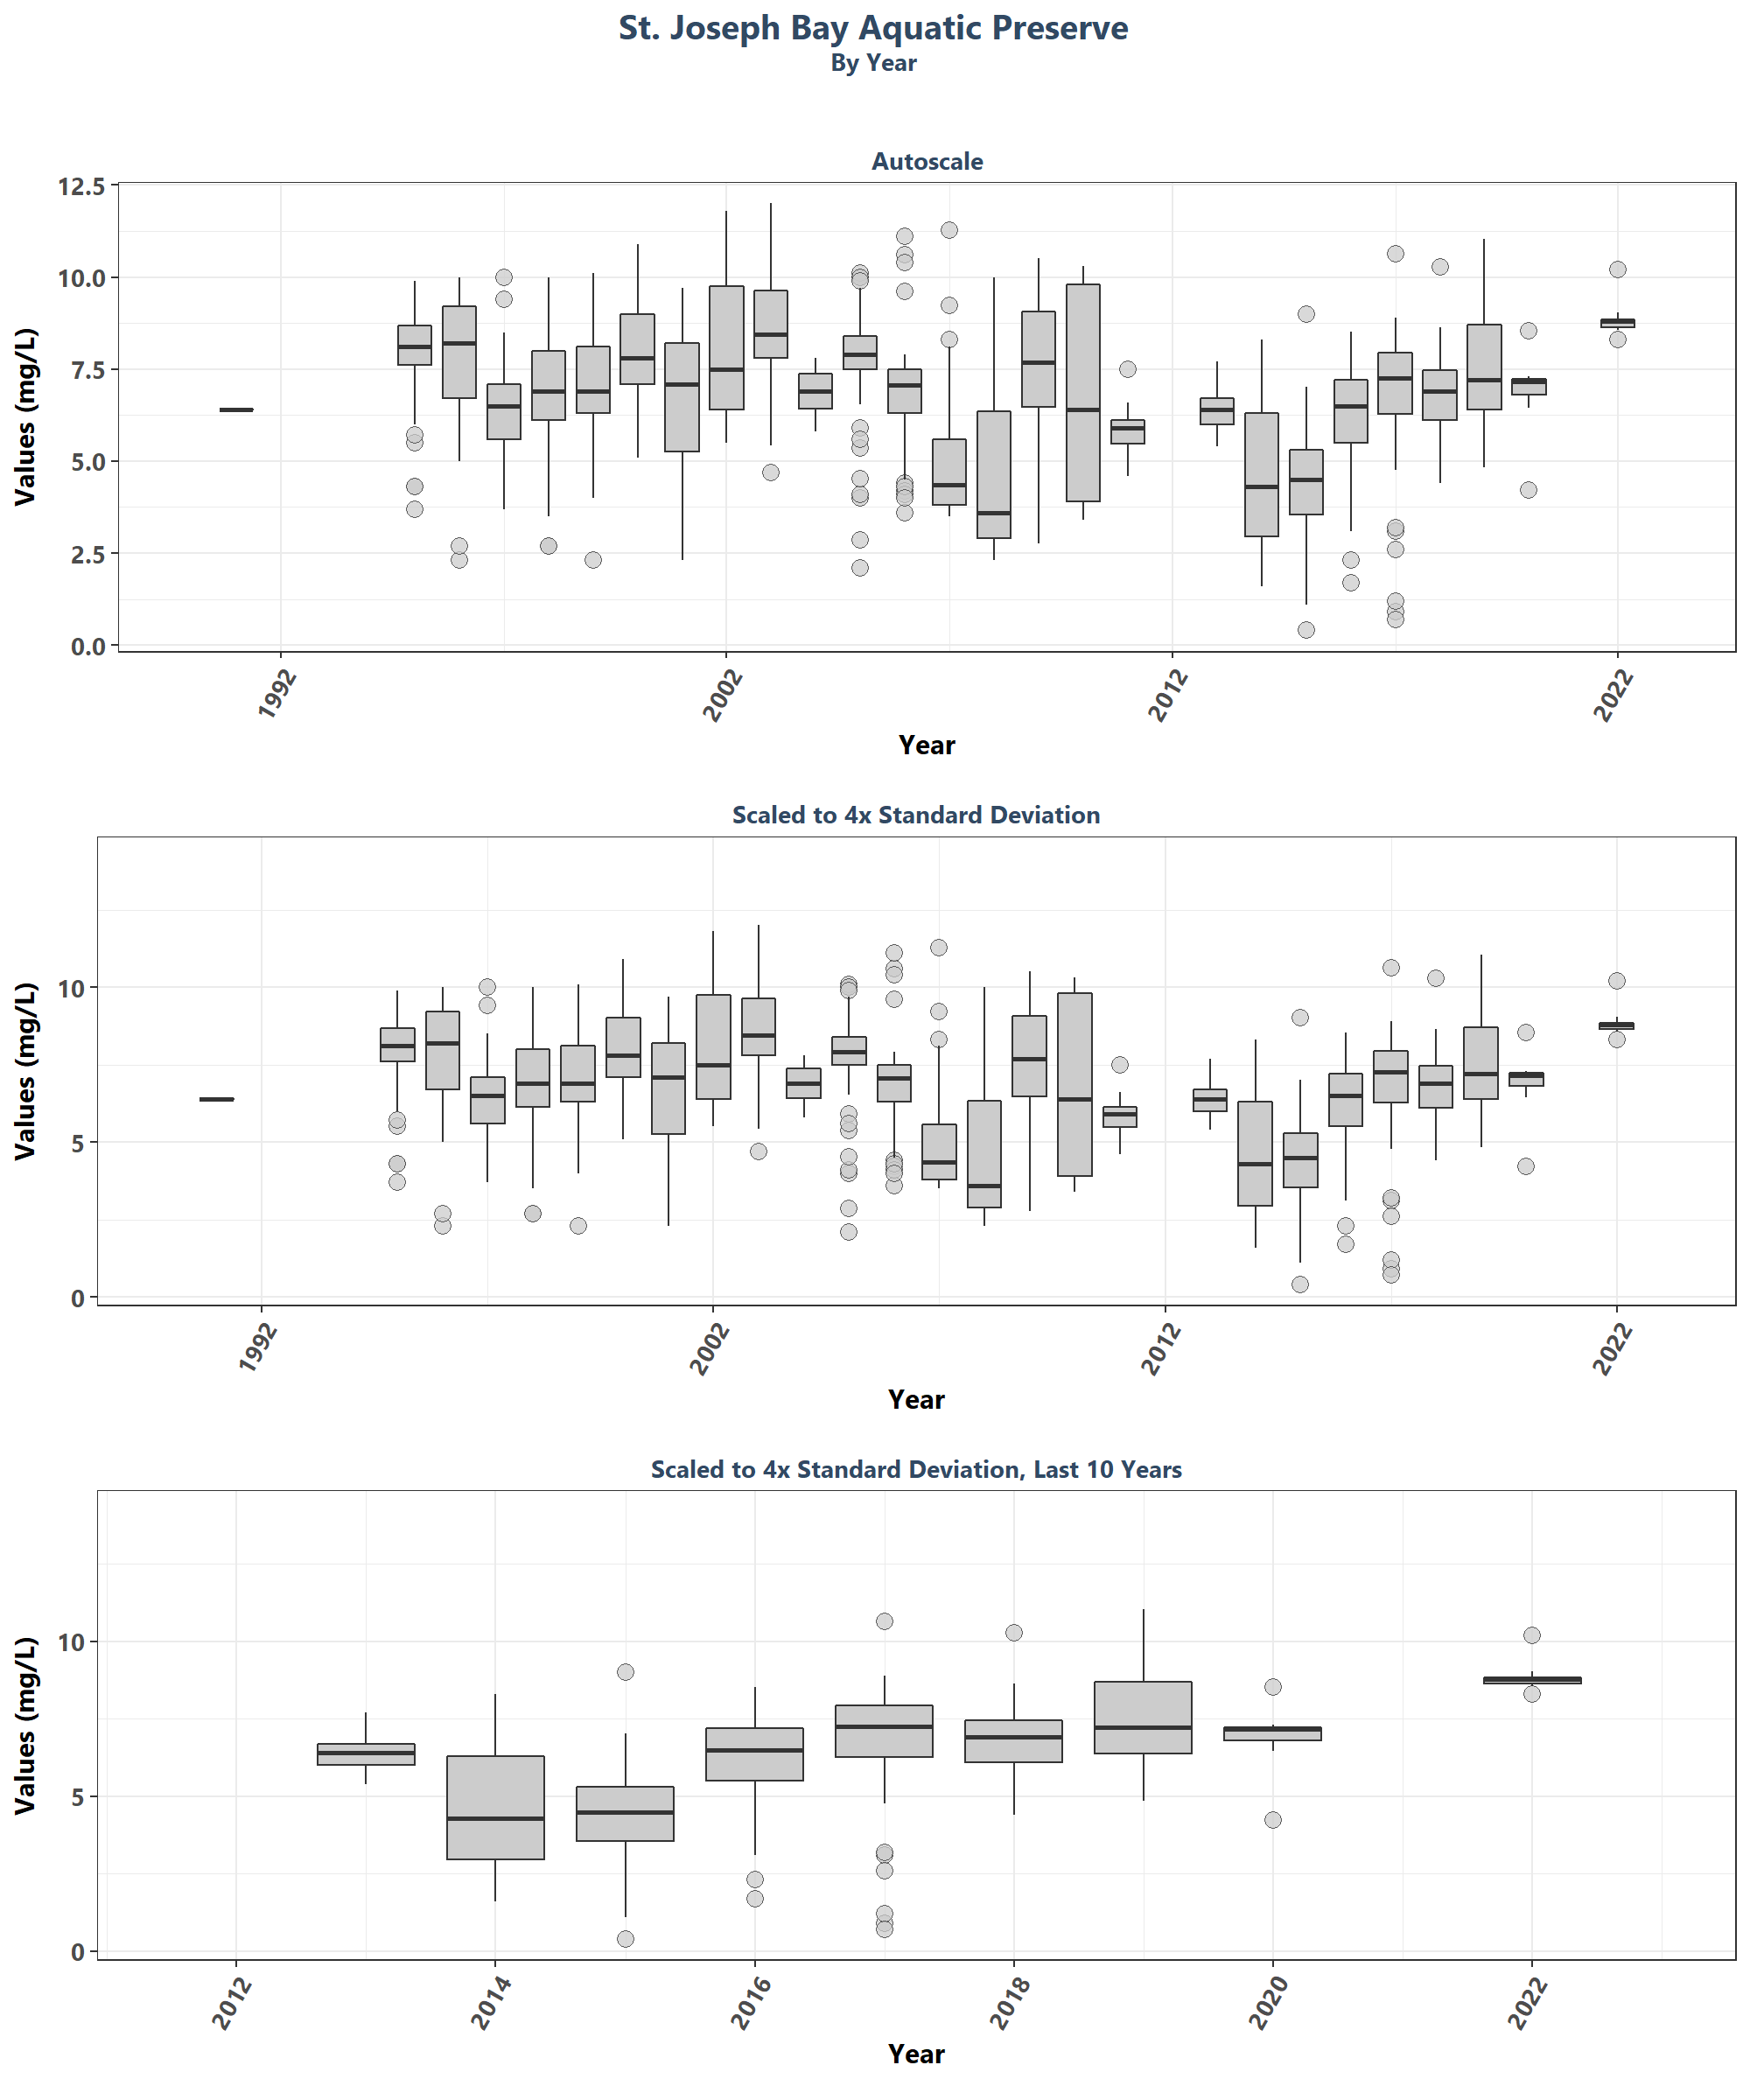 St. Joseph Bay Aquatic Preserve
By Year
Autoscale
Values (mg/L)
12.5
10.0
7.5
5.0
2.5
0.0
1992
2002
2012
2022
Year
Scaled to 4x Standard Deviation
Values (mg/L)
10
5
0
1992
2002
2012
2022
Year
Scaled to 4x Standard Deviation, Last 10 Years
Values (mg/L)
10
5
0
2012
2014
2016
2018
2020
2022
Year